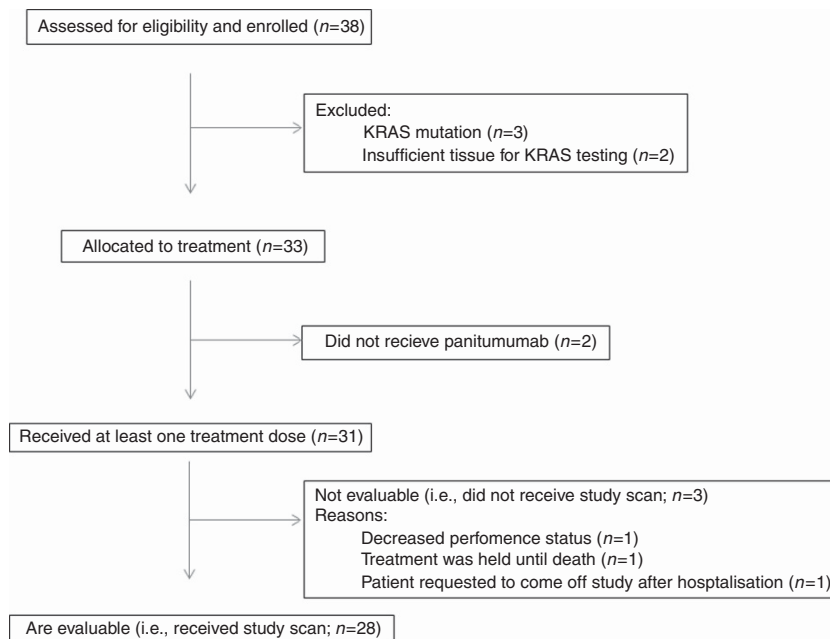 Assessed for eligibility and enrolled (n=38)
Excluded:
KRAS mutation (n=3)
Insufficient tissue for KRAS testing (n=2)
Allocated to treatment (n=33)
Did not recieve panitumumab (n=2)
Received at least one treatment dose (n=31)
Not evaluable (i.e., did not receive study scan; n=3)
Reasons:
Decreased perfomence status (n=1)
Treatment was held until death (n=1)
Patient requested to come off study after hosptalisation (n=1)
Are evaluable (i.e., received study scan; n=28)